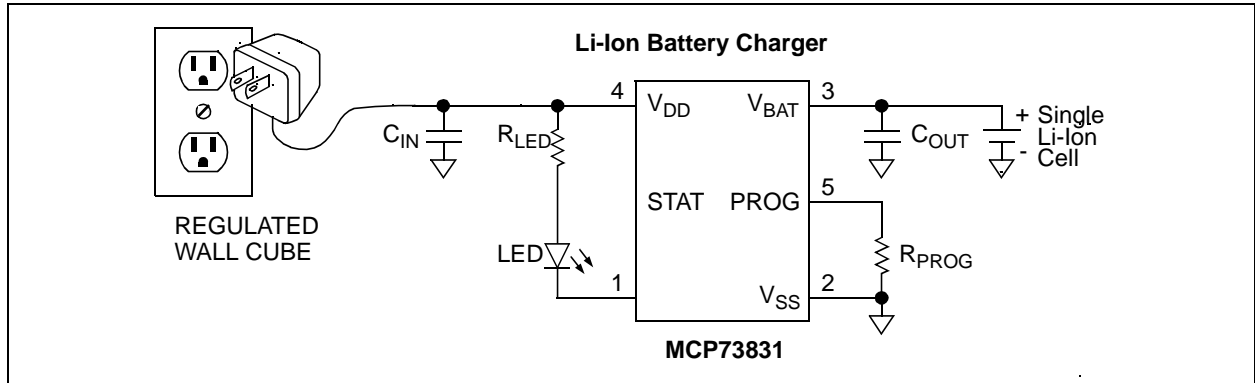 Li-Ion Battery Charger
4
VDD
VBAT
3
CIN
RLED
COUT
+ Single
Li-Ion
- Cell
STAT
PROG
5
REGULATED
WALL CUBE
LED
RPROG
1
VSS
2
MCP73831